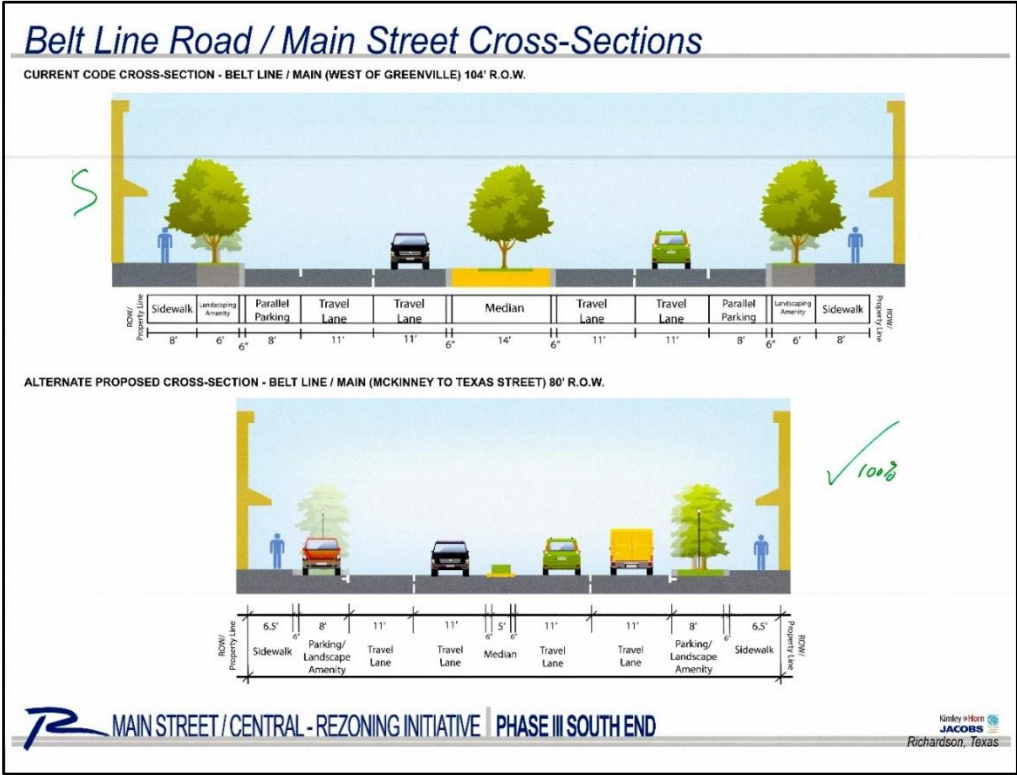 Belt Line Road / Main Street Cross-Sections
CURRENT CODE CROSS-SECTION - BELT LINE / MAIN (WEST OF GREENVILLE) 104' R.O.W.
S
ROW/
Property Line
Sidewalk
Landscaping
Amenity
Parallel
Parking
Travel
Lane
Travel
Lane
Median
Travel
Lane
Travel
Lane
Parallel
Parking
Landscaping
Amenity
Sidewalk
ROW/
Property Line
8' 6' 6" 8' 11' 11' 6" 14' 6" 11' 11' 8' 6" 6' 8'
ALTERNATE PROPOSED CROSS-SECTION - BELT LINE / MAIN (MCKINNEY TO TEXAS STREET) 80' R.O.W.
✓ 100%
6.5' 6" 8' 11' 11' 6" 5' 6" 11' 11' 8' 6" 6.5'
ROW/
Property Line
Sidewalk
Parking/
Landscape
Amenity
Travel
Lane
Travel
Lane
Median
Travel
Lane
Travel
Lane
Parking/
Landscape
Amenity
Sidewalk
ROW/
Property Line
R MAIN STREET / CENTRAL - REZONING INITIATIVE | PHASE III SOUTH END
Kimley»Horn
JACOBS
Richardson, Texas